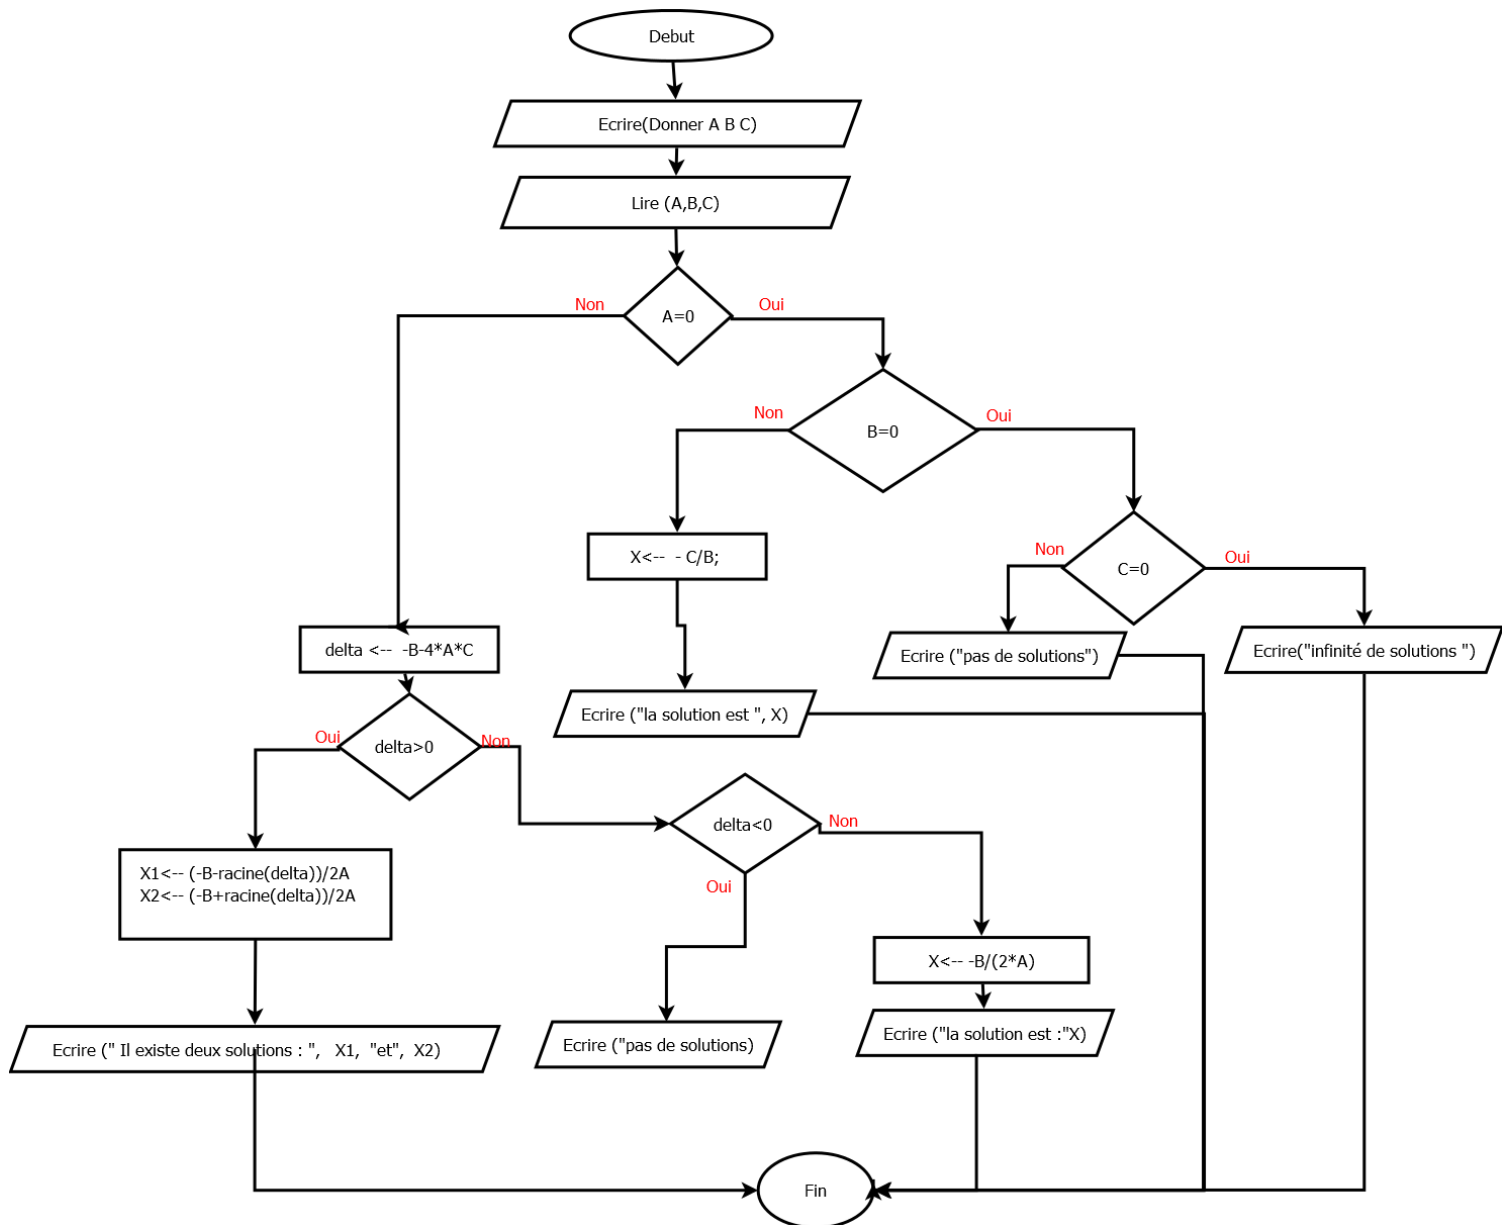 Debut
Ecrire(Donner A B C)
Lire (A,B,C)
Non
A=0
Oui
Non
B=0
Oui
X<-- - C/B;
Non
C=0
Oui
delta <-- -B-4*A*C
Ecrire ("pas de solutions")
Ecrire("infinité de solutions ")
Ecrire ("la solution est ", X)
Oui
delta>0
Non
delta<0
Non
Oui
X1<-- (-B-racine(delta))/2A
X2<-- (-B+racine(delta))/2A
X<-- -B/(2*A)
Ecrire (" Il existe deux solutions : ", X1, "et", X2)
Ecrire ("pas de solutions)
Ecrire ("la solution est :"X)
Fin